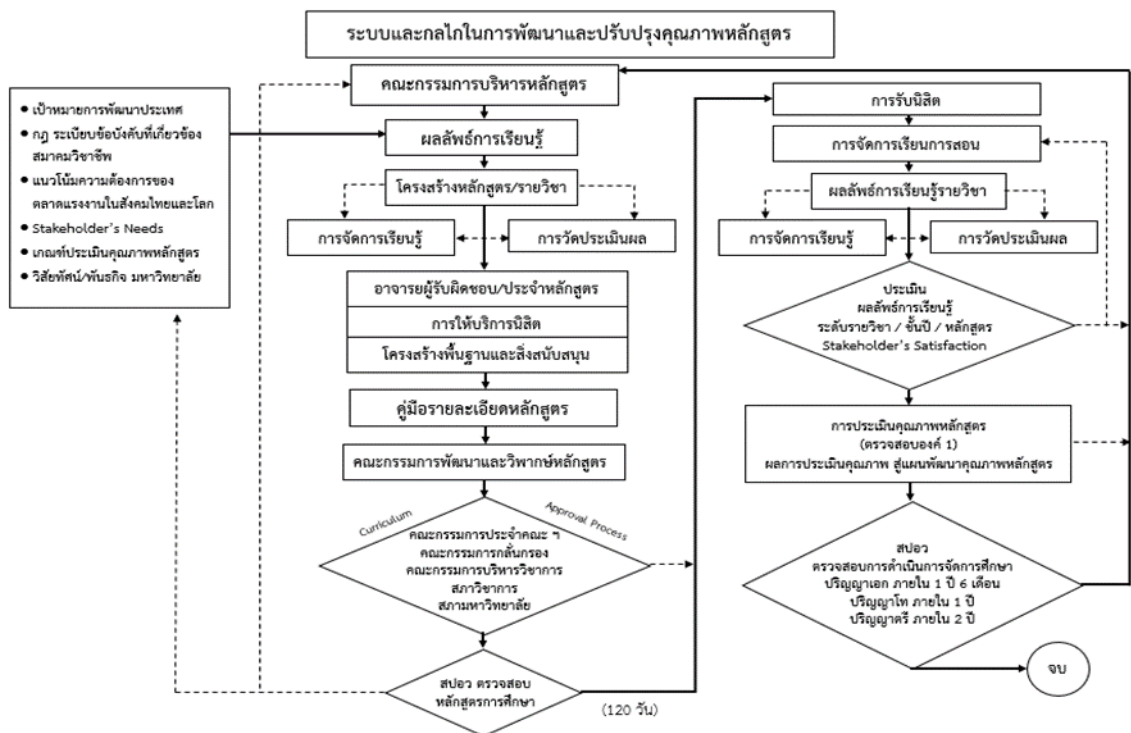 ระบบและกลไกในการพัฒนาและปรับปรุงคุณภาพหลักสูตร
คณะกรรมการบริหารหลักสูตร
● เป้าหมายการพัฒนาประเทศ
● กฎ ระเบียบข้อบังคับที่เกี่ยวข้อง
สมาคมวิชาชีพ
● แนวโน้มความต้องการของ
ตลาดแรงงานในสังคมไทยและโลก
● Stakeholder's Needs
● เกณฑ์ประเมินคุณภาพหลักสูตร
● วิสัยทัศน์/พันธกิจ มหาวิทยาลัย
ผลลัพธ์การเรียนรู้
โครงสร้างหลักสูตร/รายวิชา
การจัดการเรียนรู้
การวัดประเมินผล
อาจารยผู้รับผิดชอบ/ประจำหลักสูตร
การให้บริการนิสิต
โครงสร้างพื้นฐานและสิ่งสนับสนุน
คู่มือรายละเอียดหลักสูตร
คณะกรรมการพัฒนาและวิพากษ์หลักสูตร
Curriculum
Approval Process
คณะกรรมการประจำคณะ ฯ
คณะกรรมการกลั่นกรอง
คณะกรรมการบริหารวิชาการ
สภาวิชาการ
สภามหาวิทยาลัย
สปอว ตรวจสอบ
หลักสูตรการศึกษา
(120 วัน)
การรับนิสิต
การจัดการเรียนการสอน
ผลลัพธ์การเรียนรู้รายวิชา
การจัดการเรียนรู้
การวัดประเมินผล
ประเมิน
ผลลัพธ์การเรียนรู้
ระดับรายวิชา / ชั้นปี / หลักสูตร
Stakeholder's Satisfaction
การประเมินคุณภาพหลักสูตร
(ตรวจสอบองค์ 1)
ผลการประเมินคุณภาพ สู่แผนพัฒนาคุณภาพหลักสูตร
สปอว
ตรวจสอบการดำเนินการจัดการศึกษา
ปริญญาเอก ภายใน 1 ปี 6 เดือน
ปริญญาโท ภายใน 1 ปี
ปริญญาตรี ภายใน 2 ปี
จบ